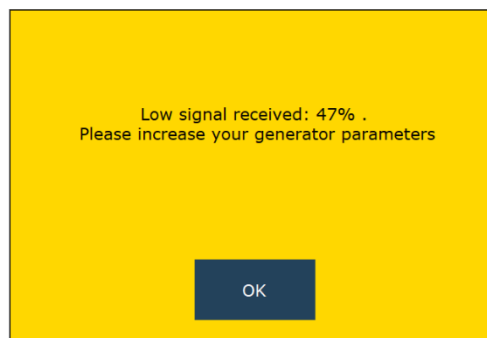 Low signal received: 47% .
Please increase your generator parameters
OK